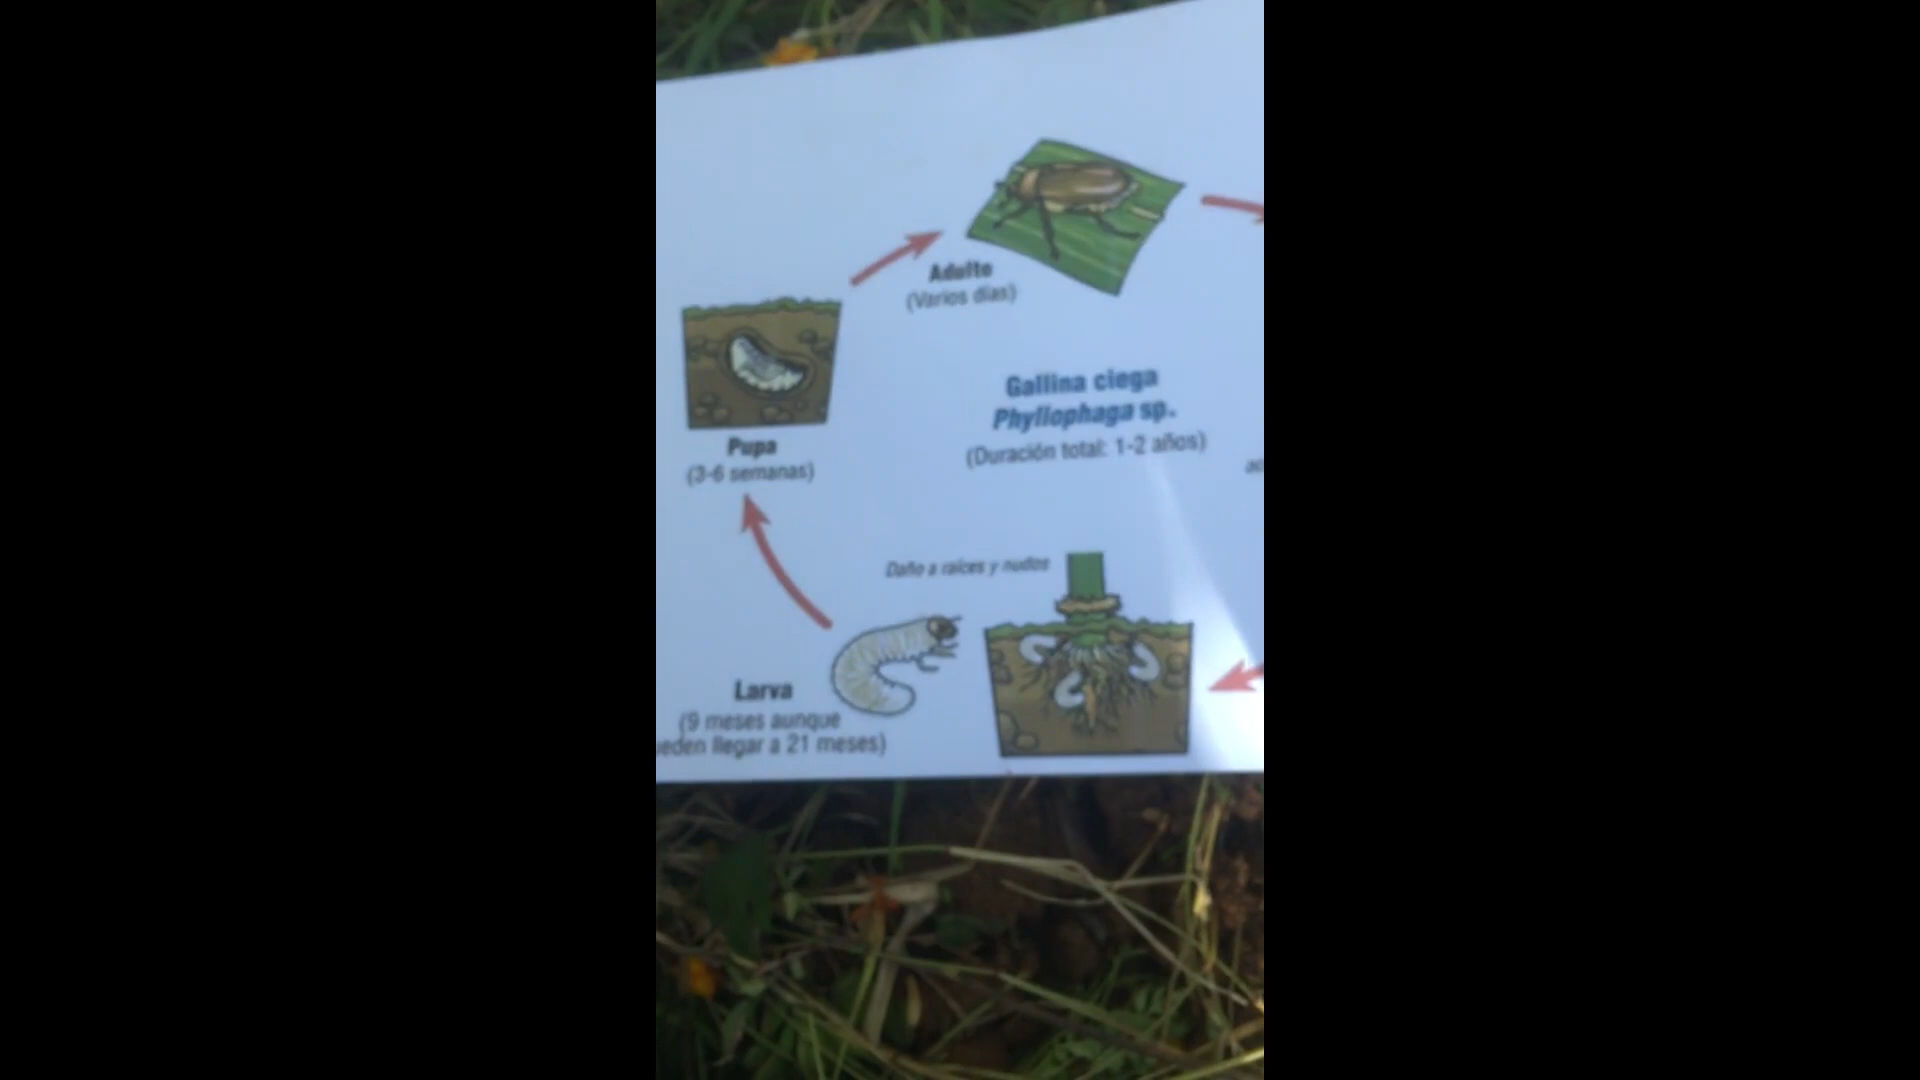 Adulto
(Varios días)
Gallina ciega
Phyllophaga sp.
(Duración total: 1-2 años)
Pupa
(3-6 semanas)
Daño a raíces y nudos
Larva
(9 meses aunque
ueden llegar a 21 meses)